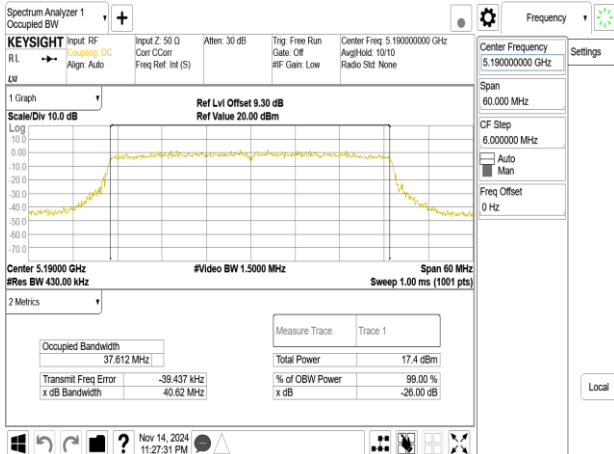 Spectrum Analyzer 1
Occupied BW
Frequency
KEYSIGHT
RL
Input: RF
Coupling: DC
Align: Auto
Input Z: 50 Ω
Corr CCorr
Freq Ref: Int (S)
Atten: 30 dB
Trig: Free Run
Gate: Off
#IF Gain: Low
Center Freq: 5.190000000 GHz
Avg|Hold: 10/10
Radio Std: None
LXI
Center Frequency
5.190000000 GHz
Settings
Span
60.000 MHz
CF Step
6.000000 MHz
Auto
Man
Freq Offset
0 Hz
Local
1 Graph
Scale/Div 10.0 dB
Ref Lvl Offset 9.30 dB
Ref Value 20.00 dBm
Log
10.0
0.00
-10.0
-20.0
-30.0
-40.0
-50.0
-60.0
-70.0
Center 5.19000 GHz
#Video BW 1.5000 MHz
Span 60 MHz
#Res BW 430.00 kHz
Sweep 1.00 ms (1001 pts)
2 Metrics
Measure Trace
Trace 1
Occupied Bandwidth
37.612 MHz
Total Power
17.4 dBm
Transmit Freq Error
-39.437 kHz
% of OBW Power
99.00 %
x dB Bandwidth
40.62 MHz
x dB
-26.00 dB
?
Nov 14, 2024
11:27:31 PM